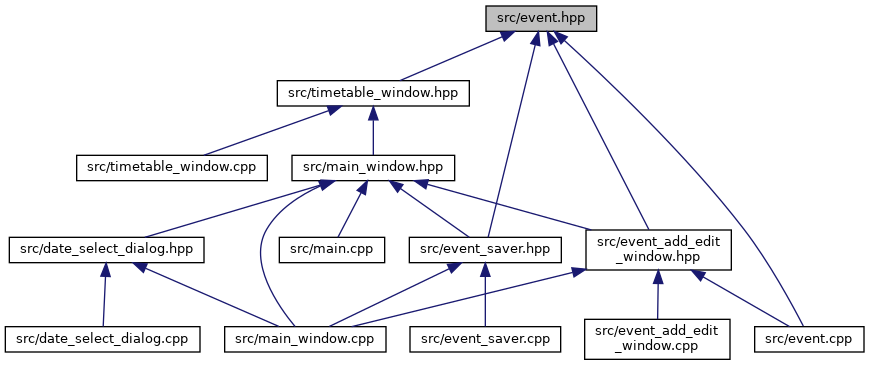 src/event.hpp
src/timetable_window.hpp
src/timetable_window.cpp
src/main_window.hpp
src/date_select_dialog.hpp
src/main.cpp
src/event_saver.hpp
src/event_add_edit
_window.hpp
src/date_select_dialog.cpp
src/main_window.cpp
src/event_saver.cpp
src/event_add_edit
_window.cpp
src/event.cpp